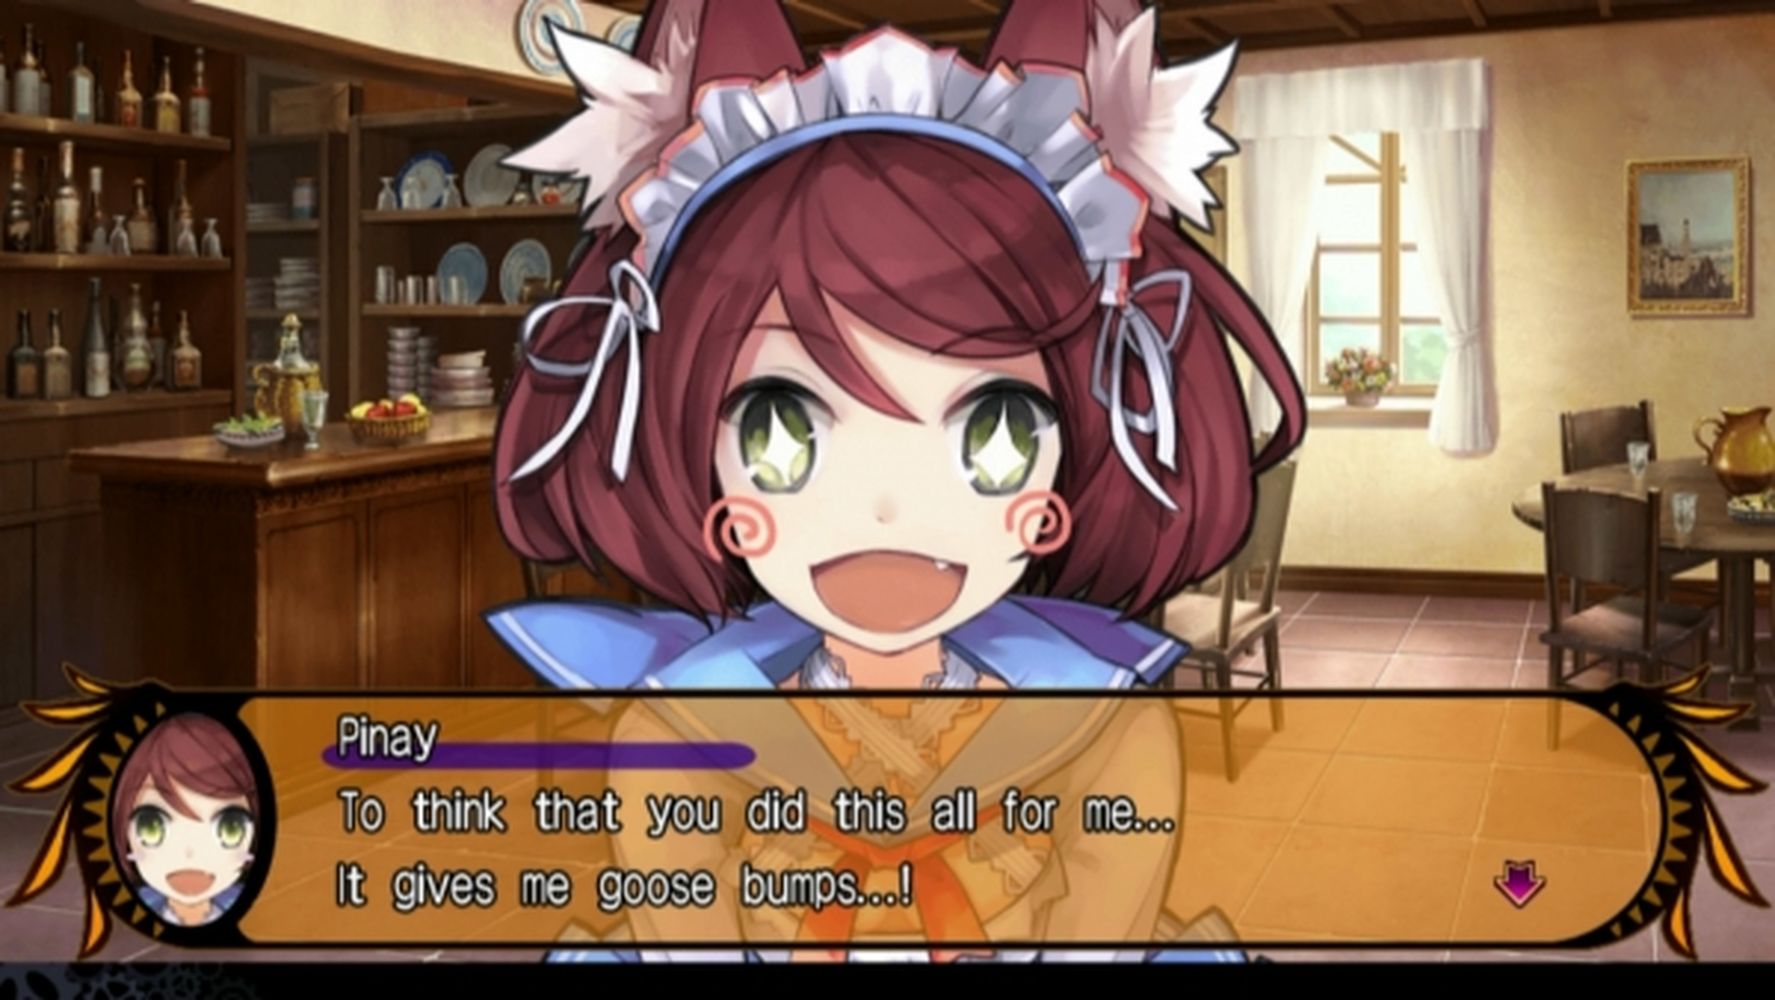 Pinay
To think that you did this all for me...
It gives me goose bumps...!